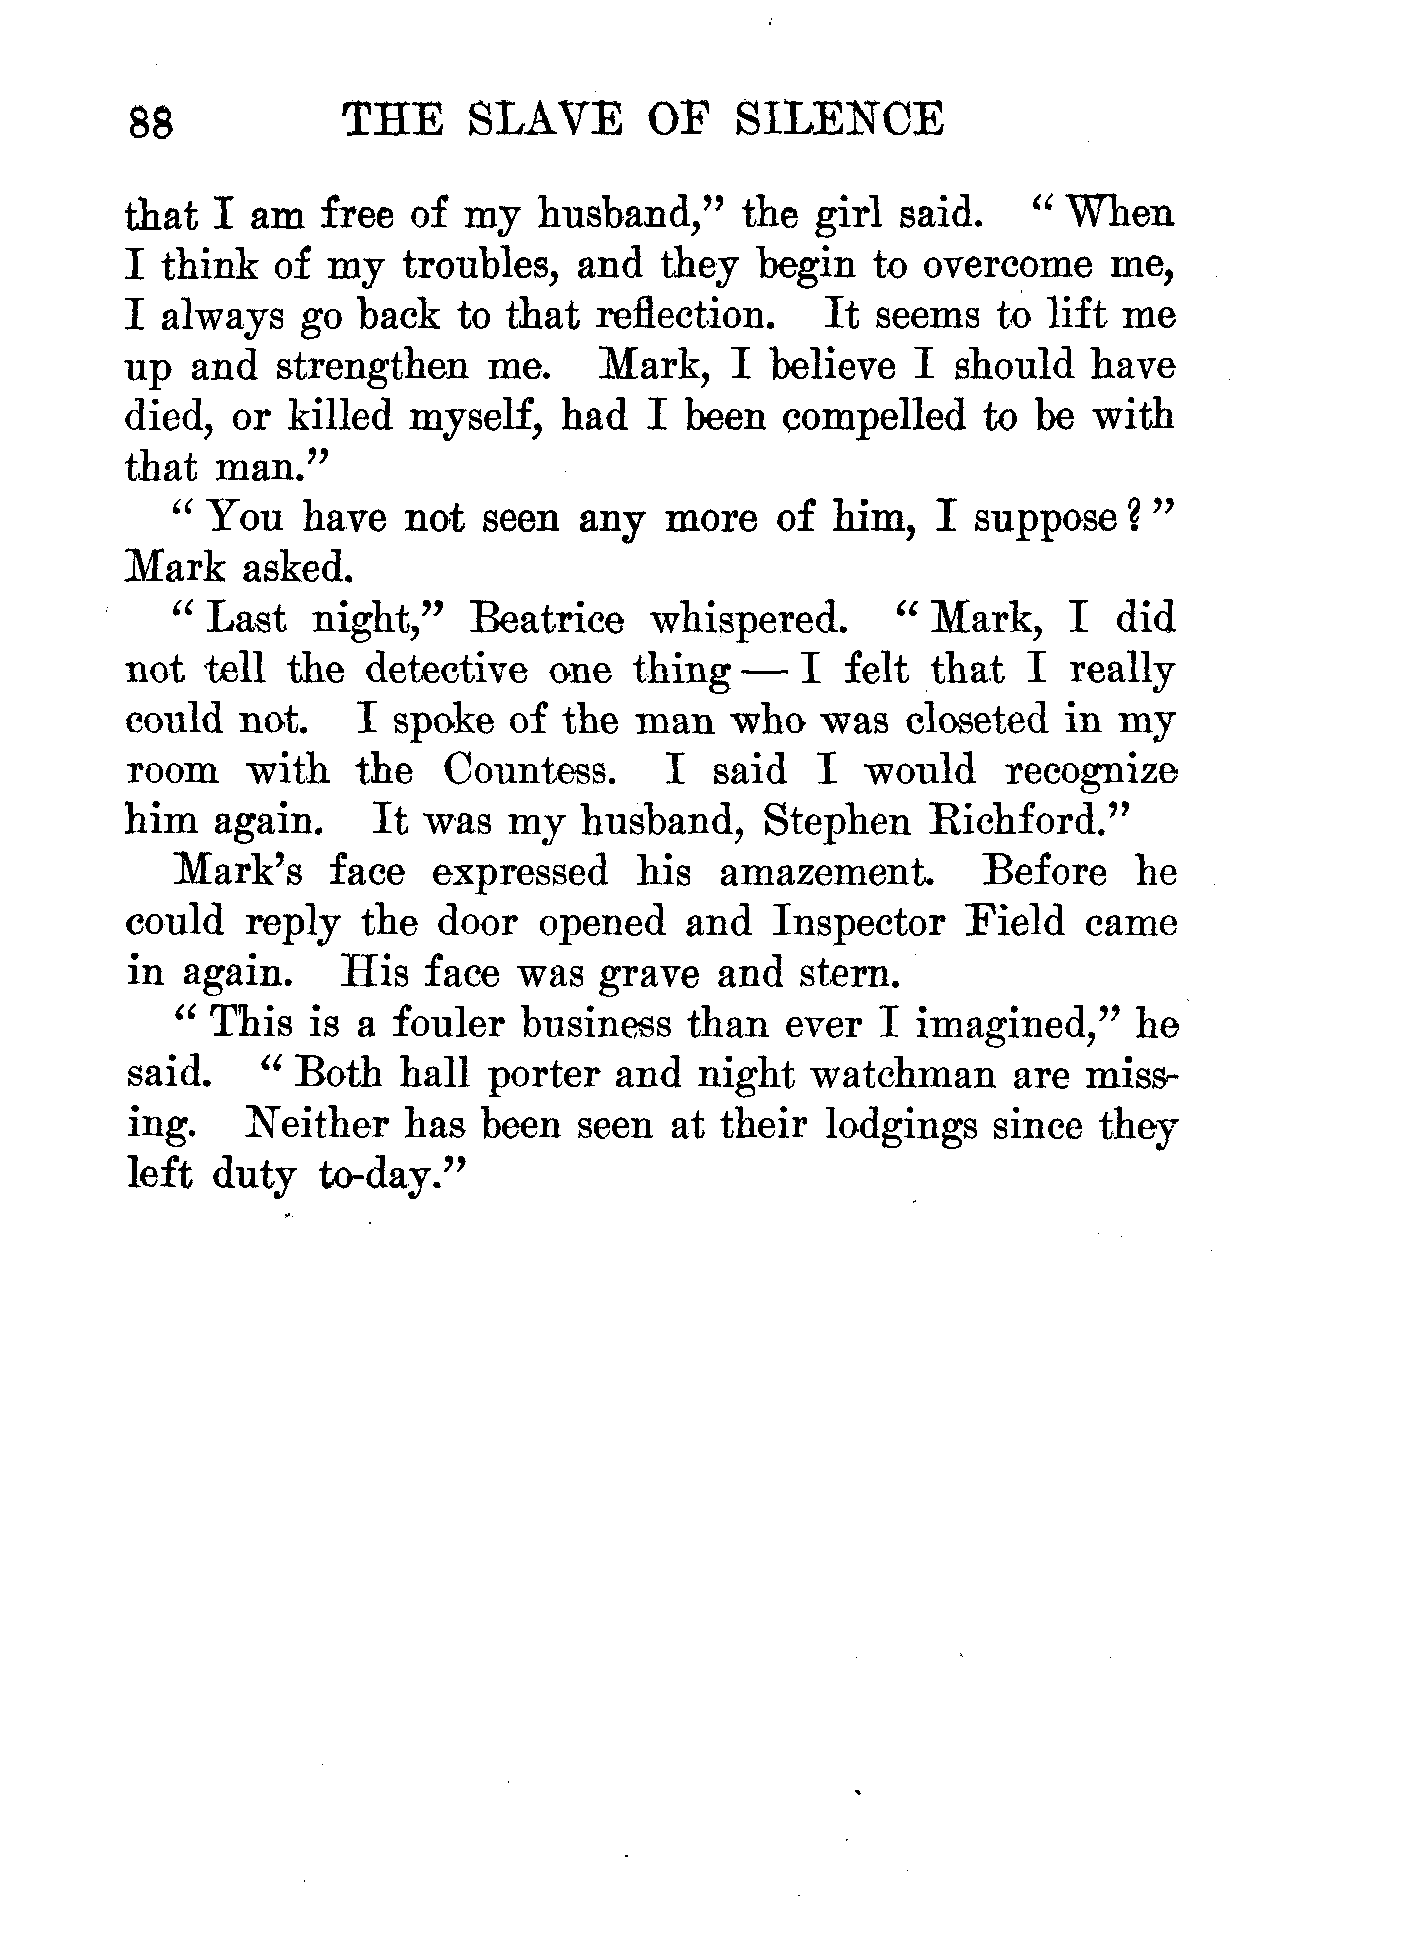 88 THE SLAVE OF SILENCE
that I am free of my husband,” the girl said. “ When
I think of my troubles, and they begin to overcome me,
I always go back to that reflection. It seems to lift me
up and strengthen me. Mark, I believe I should have
died, or killed myself, had I been compelled to be with
that man.”
“ You have not seen any more of him, I suppose ? ”
Mark asked.
“ Last night,” Beatrice whispered. “ Mark, I did
not tell the detective one thing — I felt that I really
could not. I spoke of the man who was closeted in my
room with the Countess. I said I would recognize
him again. It was my husband, Stephen Richford.”
Mark’s face expressed his amazement. Before he
could reply the door opened and Inspector Field came
in again. His face was grave and stern.
“ This is a fouler business than ever I imagined,” he
said. “ Both hall porter and night watchman are miss-
ing. Neither has been seen at their lodgings since they
left duty to-day.”